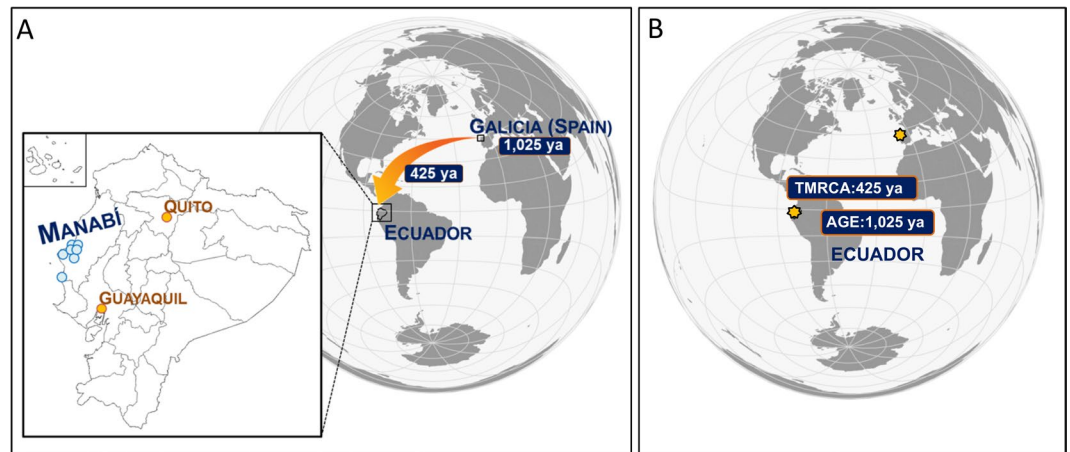 A
GALICIA (SPAIN)
1,025 ya
425 ya
ECUADOR
MANABÍ
QUITO
GUAYAQUIL
B
TMRCA:425 ya
AGE:1,025 ya
ECUADOR